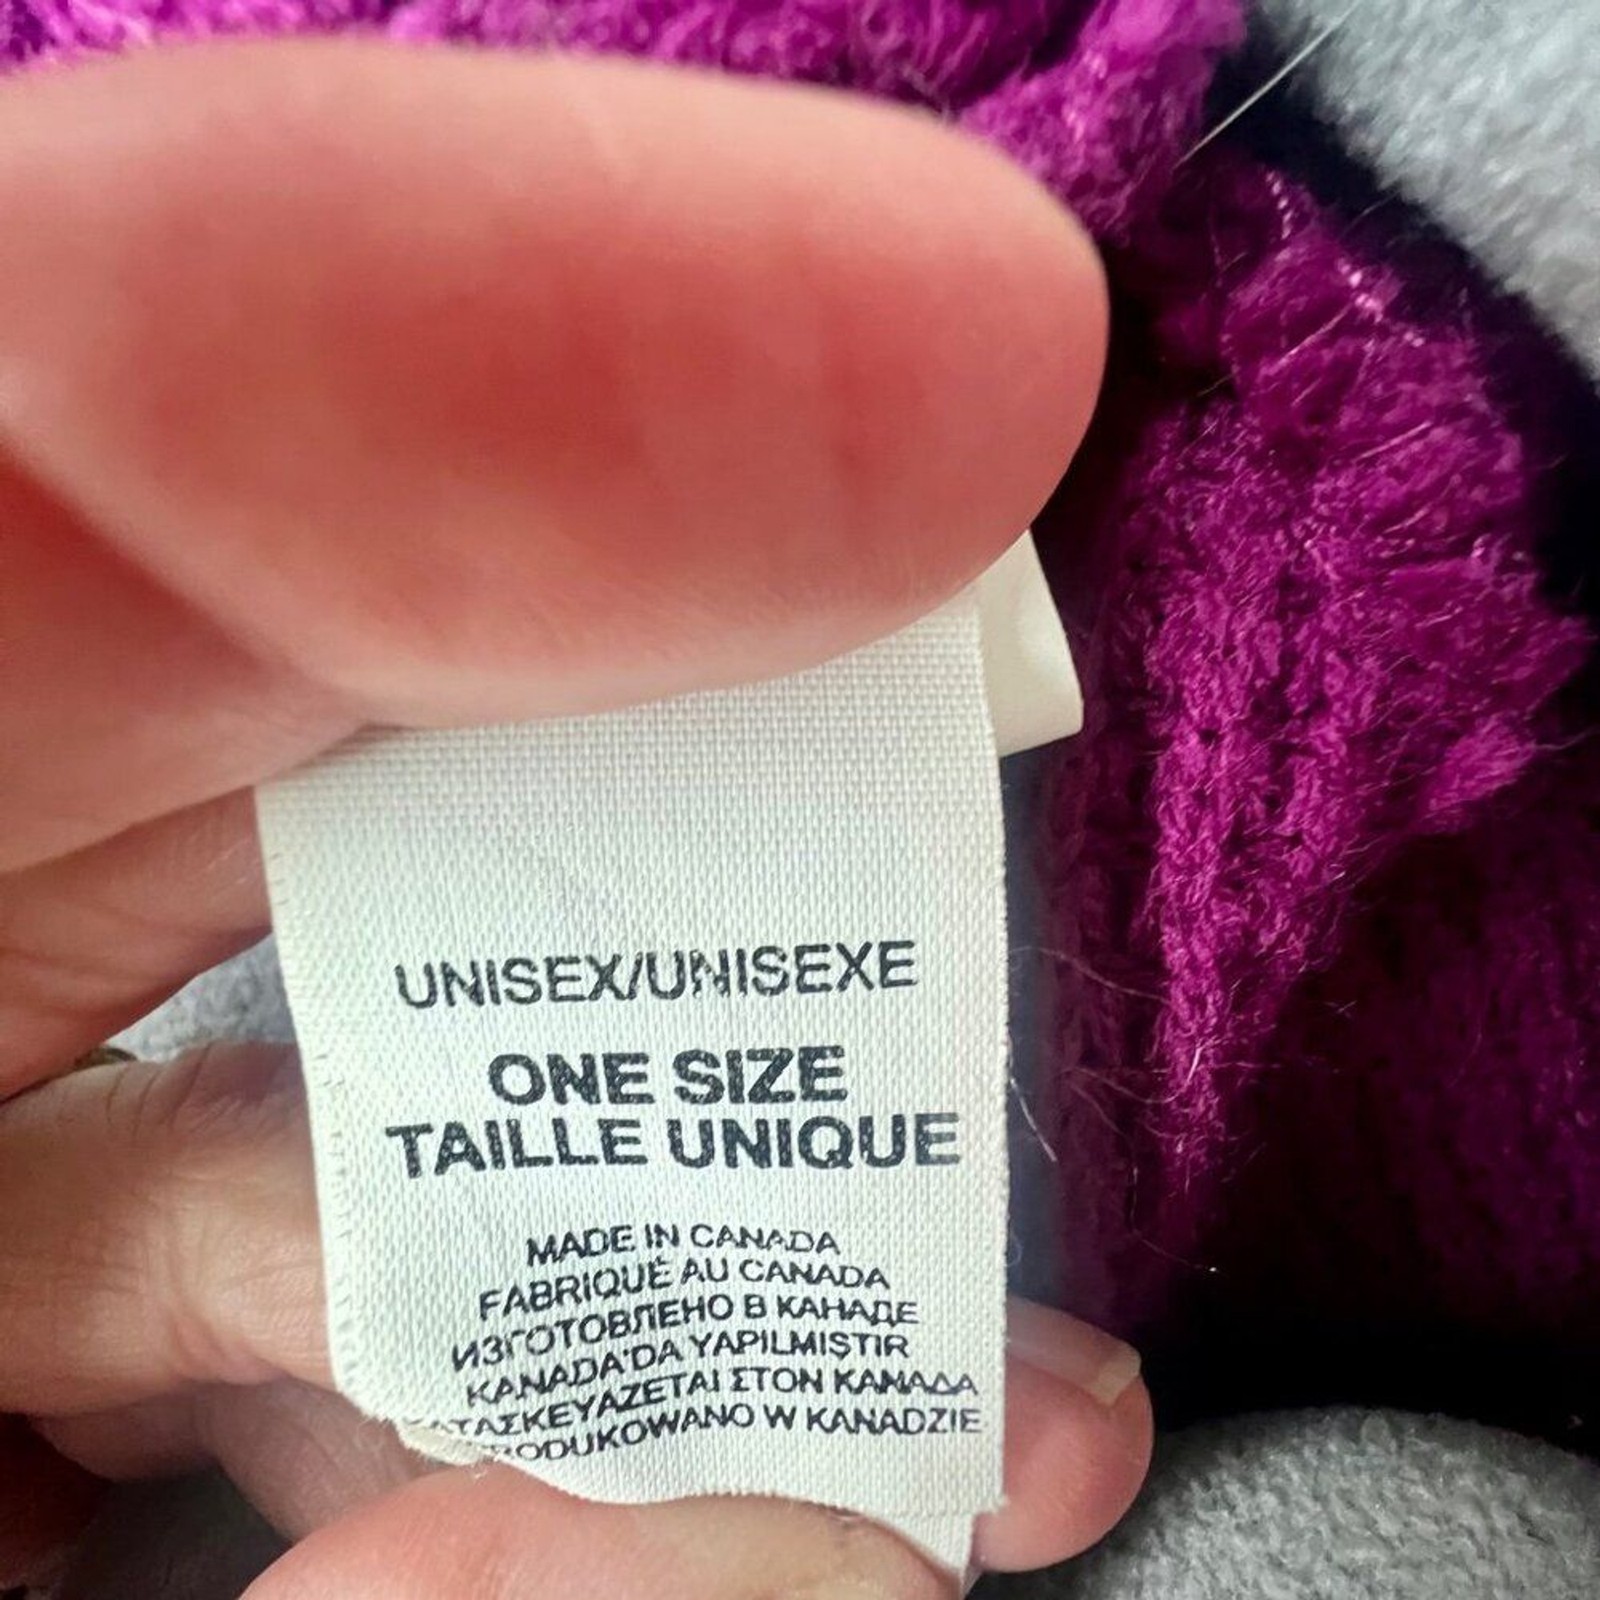 UNISEX/UNISEXE
ONE SIZE
TAILLE UNIQUE
MADE IN CANADA
FABRIQUÉ AU CANADA
ИЗГОТОВЛЕНО В КАНАДЕ
KANADA'DA YAPILMIŞTIR
ΣΤΟΝ ΚΑΝΑΔΑ
W KANADZIE